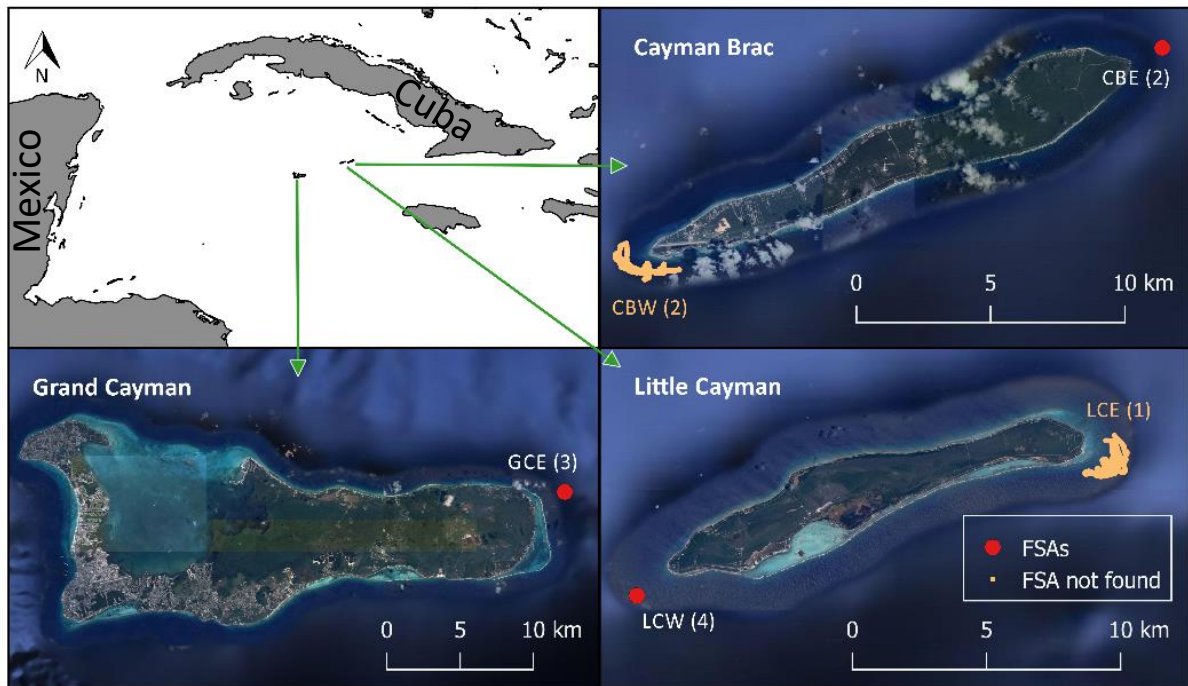 N
Mexico
Cuba
Cayman Brac
CBE (2)
CBW (2)
0 5 10 km
Grand Cayman
GCE (3)
0 5 10 km
Little Cayman
LCE (1)
FSAs
FSA not found
LCW (4)
0 5 10 km